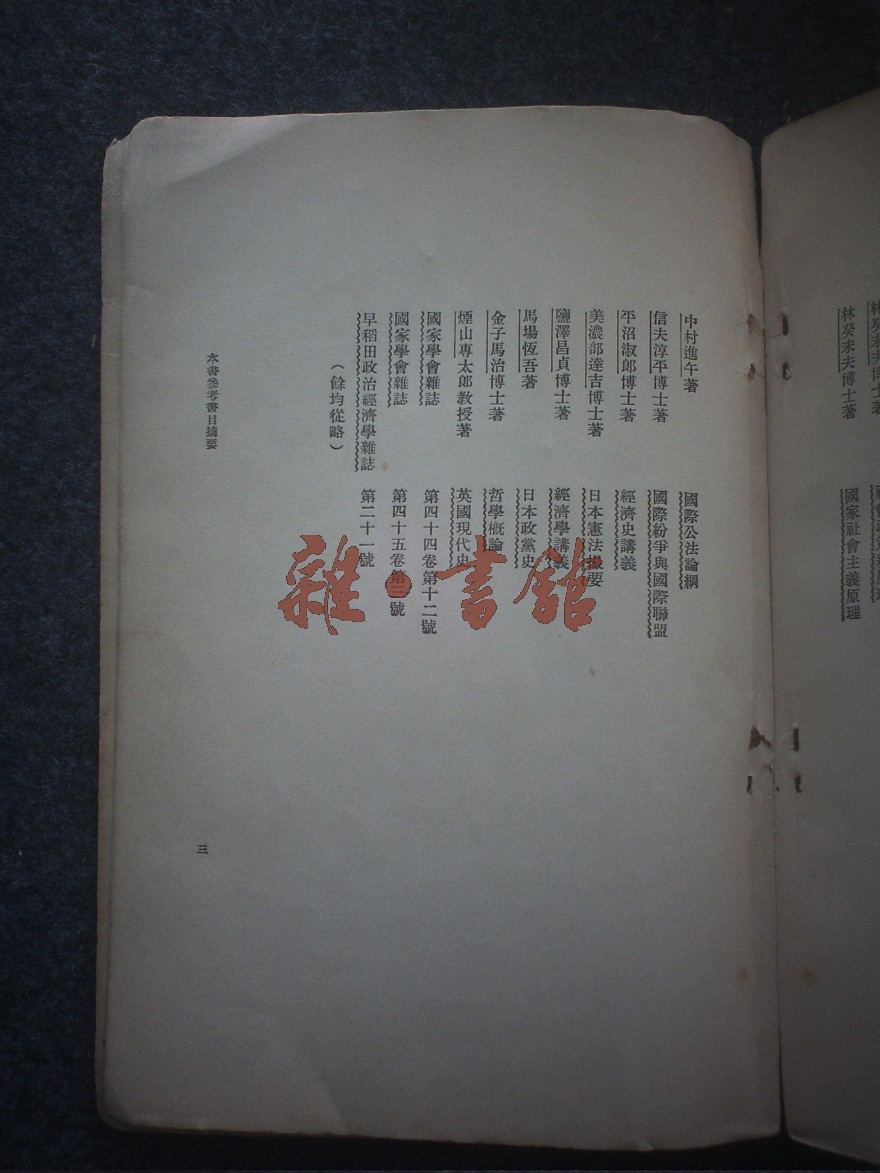 林癸未夫博士著
林癸未夫博士著 國家社會主義原理
中村進午著 國際公法論綱
信夫淳平博士著 國際紛爭與國際聯盟
平沼淑郎博士著 經濟史講義
美濃部達吉博士著 日本憲法撮要
鹽澤昌貞博士著 經濟學講義
馬場恆吾著 日本政黨史
金子馬治博士著 哲學概論
煙山專太郎教授著 英國現代史
國家學會雜誌 第四十四卷第十二號
國家學會雜誌 第四十五卷第三號
早稻田政治經濟學雜誌 第二十一號
（餘均從略）
本書參考書目摘要
三
雜·書館